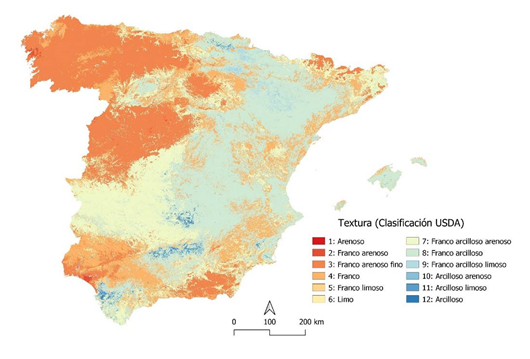 Textura (Clasificación USDA)
1: Arenoso
2: Franco arenoso
3: Franco arenoso fino
4: Franco
5: Franco limoso
6: Limo
7: Franco arcilloso arenoso
8: Franco arcilloso
9: Franco arcilloso limoso
10: Arcilloso arenoso
11: Arcilloso limoso
12: Arcilloso
0 100 200 km